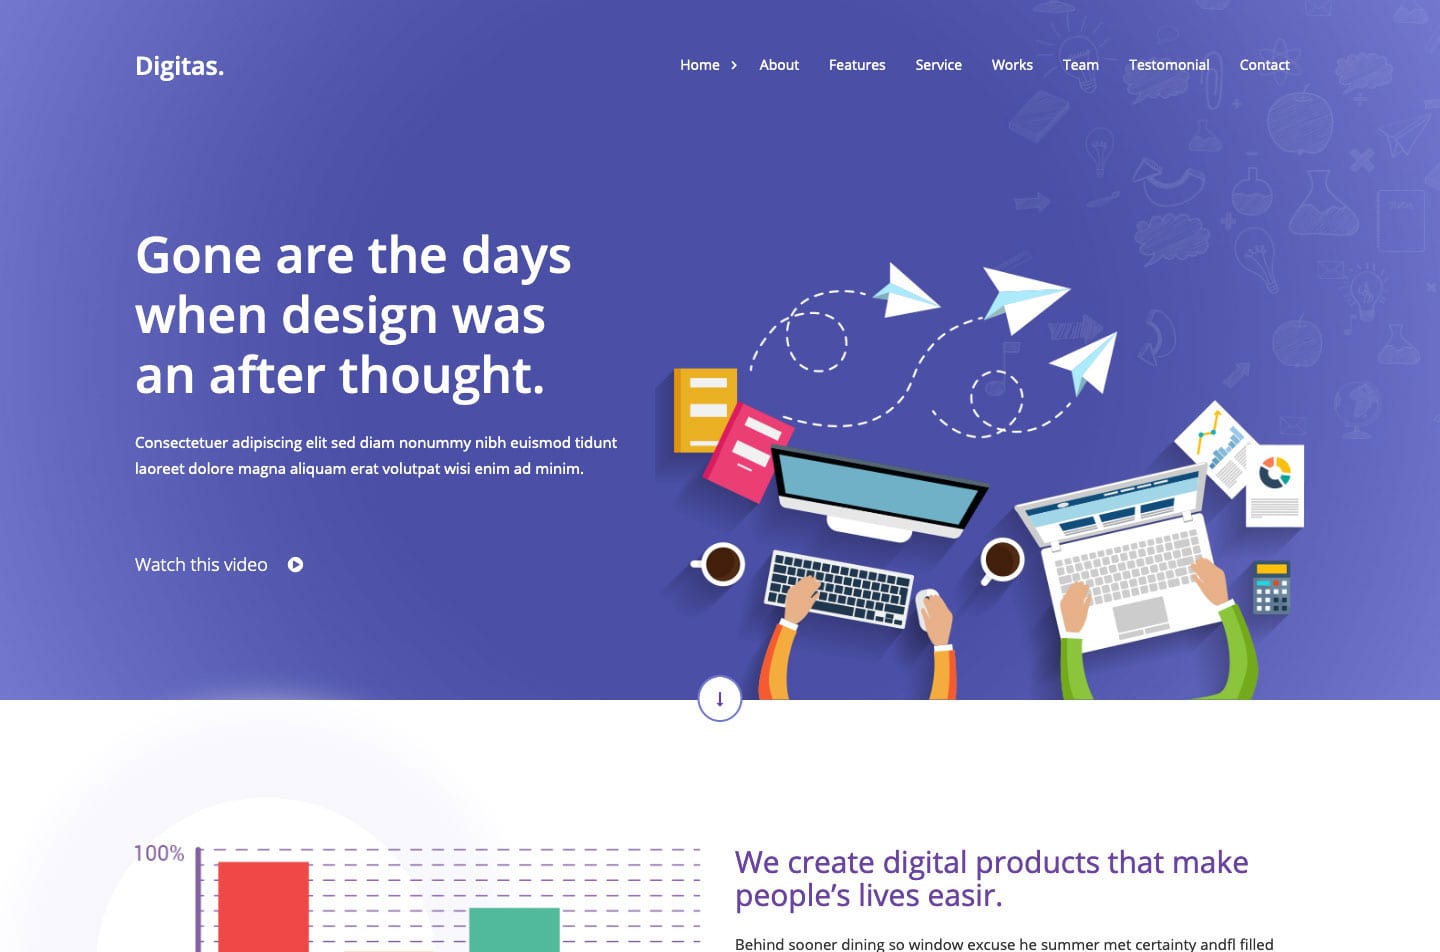 Digitas.
Home About Features Service Works Team Testomonial Contact
Gone are the days
when design was
an after thought.
Consectetuer adipiscing elit sed diam nonummy nibh euismod tidunt
laoreet dolore magna aliquam erat volutpat wisi enim ad minim.
Watch this video
100%
We create digital products that make
people’s lives easir.
Behind sooner dining so window excuse he summer met certainty andfl filled